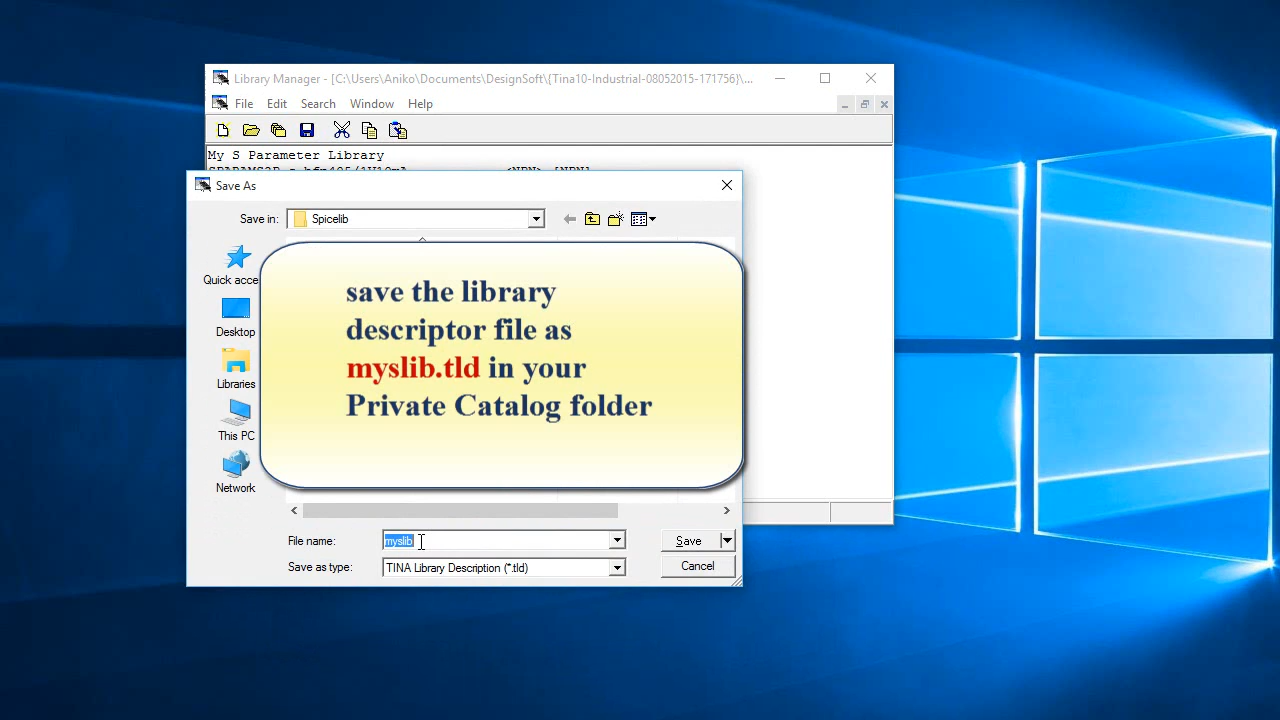 Library Manager - [C:\Users\Aniko\Documents\DesignSoft\{Tina10-Industrial-08052015-171756}\...
File Edit Search Window Help
My S Parameter Library
Save As
Save in: Spicelib
Quick acce
Desktop
Libraries
This PC
Network
save the library
descriptor file as
myslib.tld in your
Private Catalog folder
File name: myslib Save
Save as type: TINA Library Description (*.tld) Cancel